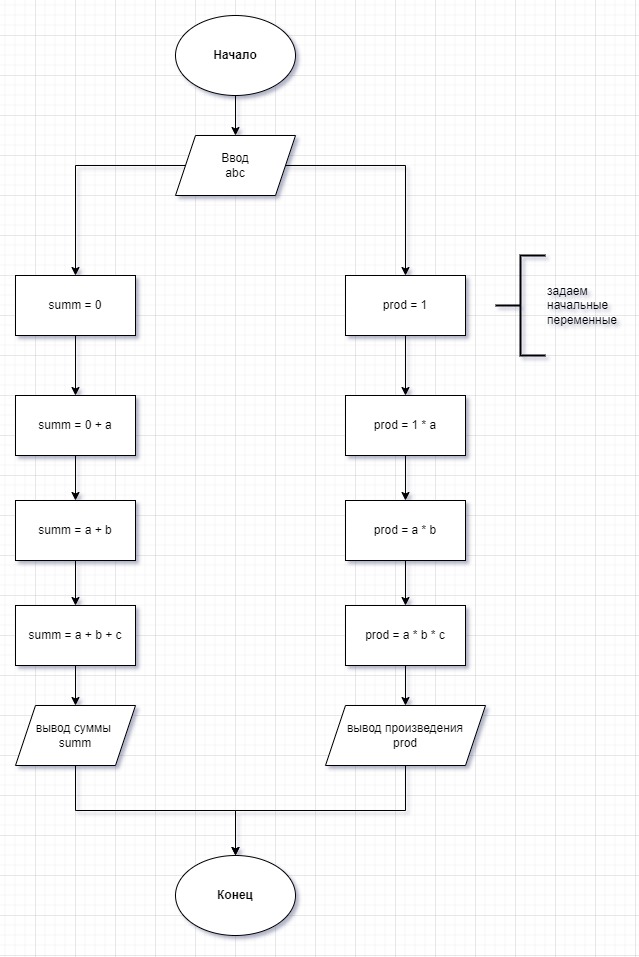 Начало
Ввод
abc
summ = 0
prod = 1
задаем
начальные
переменные
summ = 0 + a
prod = 1 * a
summ = a + b
prod = a * b
summ = a + b + c
prod = a * b * c
вывод суммы
summ
вывод произведения
prod
Конец